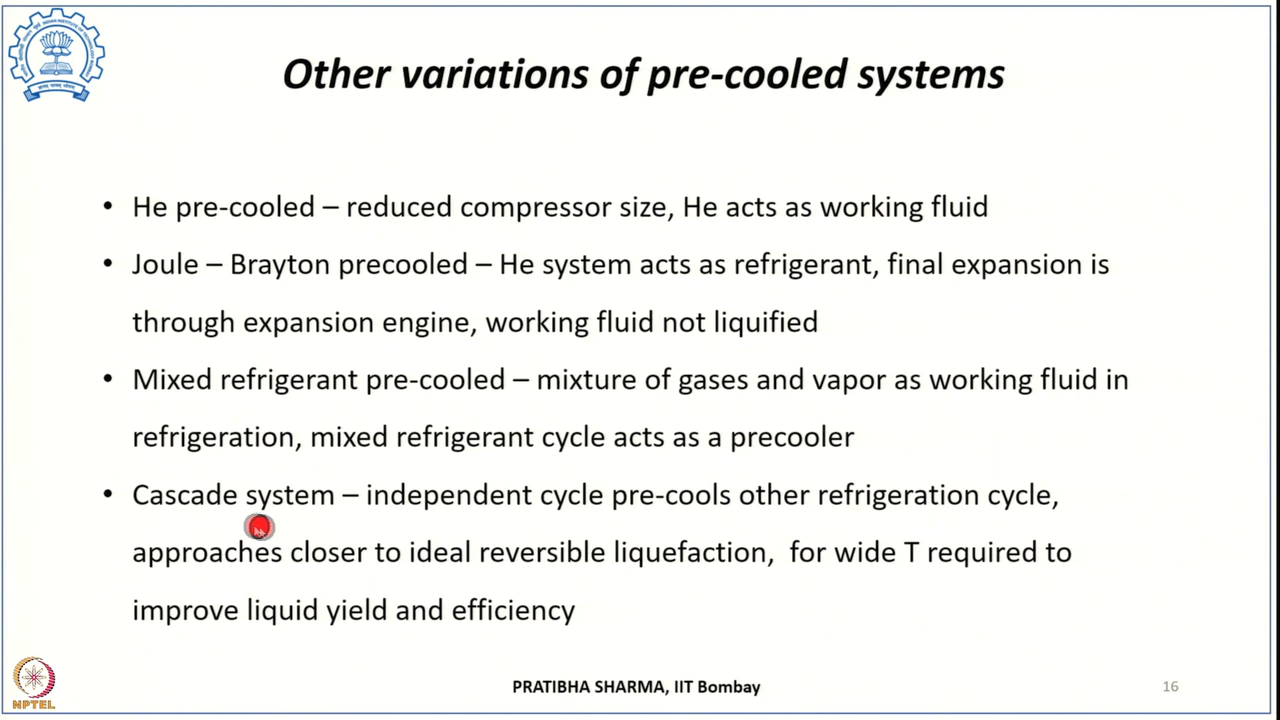 Other variations of pre-cooled systems
• He pre-cooled – reduced compressor size, He acts as working fluid
• Joule – Brayton precooled – He system acts as refrigerant, final expansion is
through expansion engine, working fluid not liquified
• Mixed refrigerant pre-cooled – mixture of gases and vapor as working fluid in
refrigeration, mixed refrigerant cycle acts as a precooler
• Cascade system – independent cycle pre-cools other refrigeration cycle,
approaches closer to ideal reversible liquefaction,  for wide T required to
improve liquid yield and efficiency
NPTEL
PRATIBHA SHARMA, IIT Bombay
16